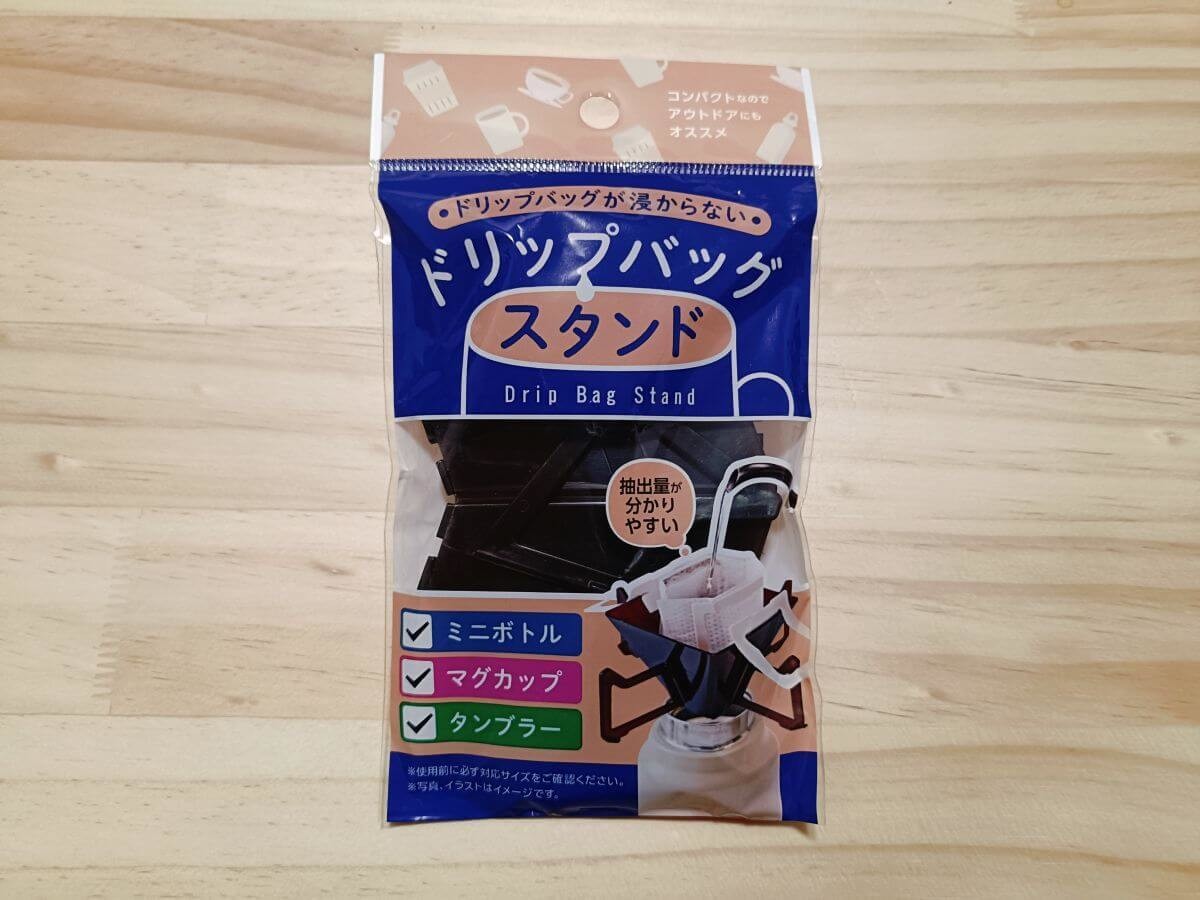 コンパクトなので
アウトドアにも
オススメ
・ドリップバッグが浸からない・
ドリップバッグ
スタンド
Drip Bag Stand
抽出量が
分かり
やすい
ミニボトル
マグカップ
タンブラー
※使用前に必ず対応サイズをご確認ください。
※写真、イラストはイメージです。